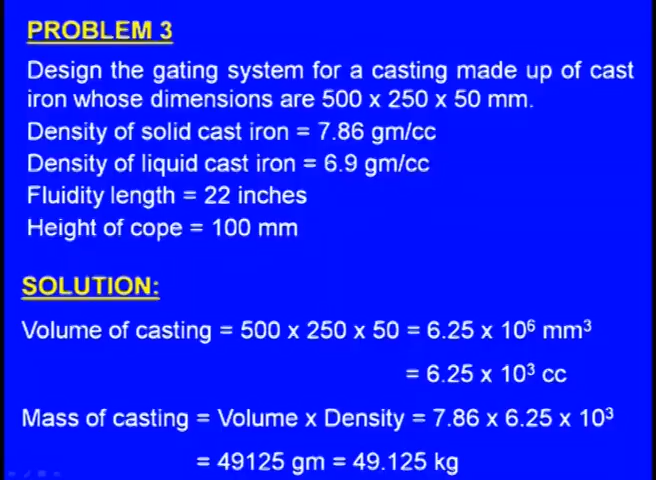 PROBLEM 3
Design the gating system for a casting made up of cast
iron whose dimensions are 500 x 250 x 50 mm.
Density of solid cast iron = 7.86 gm/cc
Density of liquid cast iron = 6.9 gm/cc
Fluidity length = 22 inches
Height of cope = 100 mm
SOLUTION:
Volume of casting = 500 x 250 x 50 = 6.25 x 10⁶ mm³
= 6.25 x 10³ cc
Mass of casting = Volume x Density = 7.86 x 6.25 x 10³
= 49125 gm = 49.125 kg